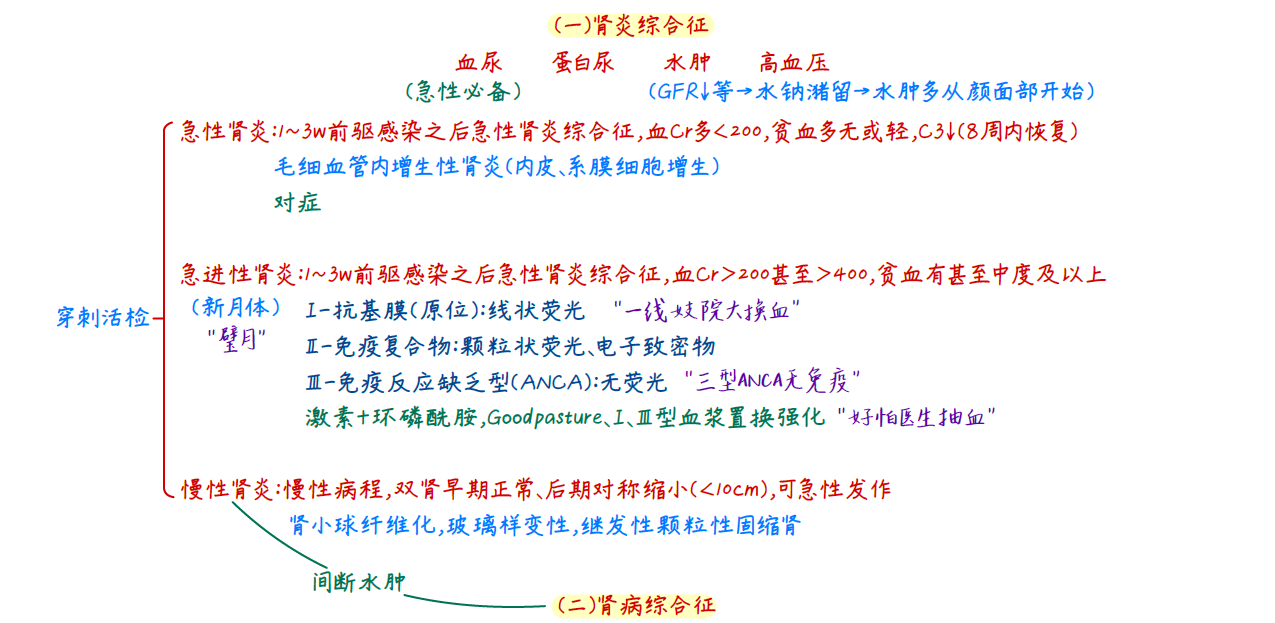 (一)肾炎综合征
血尿 蛋白尿 水肿 高血压
(急性必备) (GFR↓等→水钠潴留→水肿多从颜面部开始)
急性肾炎:1~3w前驱感染之后急性肾炎综合征,血Cr多<200,贫血多无或轻,C3↓(8周内恢复)
毛细血管内增生性肾炎(内皮、系膜细胞增生)
对症
急进性肾炎:1~3w前驱感染之后急性肾炎综合征,血Cr>200甚至>400,贫血有甚至中度及以上
(新月体) Ⅰ-抗基膜(原位):线状荧光 "一线妓院大换血"
穿刺活检
"躄月" Ⅱ-免疫复合物:颗粒状荧光、电子致密物
Ⅲ-免疫反应缺乏型(ANCA):无荧光 "三型ANCA无免疫"
激素+环磷酰胺,Goodpasture、Ⅰ、Ⅲ型血浆置换强化 "好怕医生抽血"
慢性肾炎:慢性病程,双肾早期正常、后期对称缩小(<10cm),可急性发作
肾小球纤维化,玻璃样变性,继发性颗粒性固缩肾
间断水肿
(二)肾病综合征